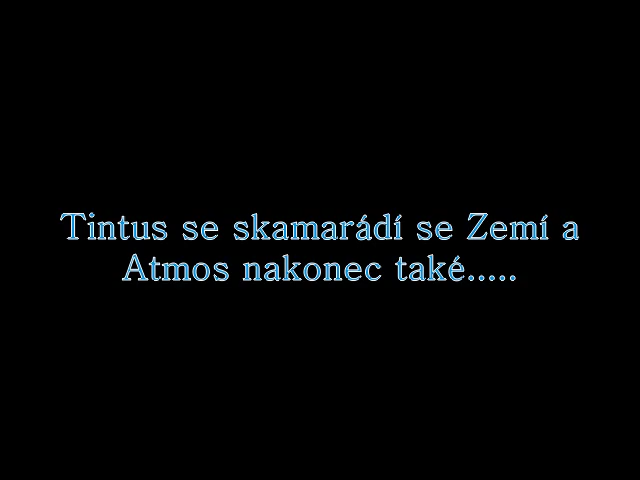 Tintus se skamarádí se Zemí a
Atmos nakonec také.....